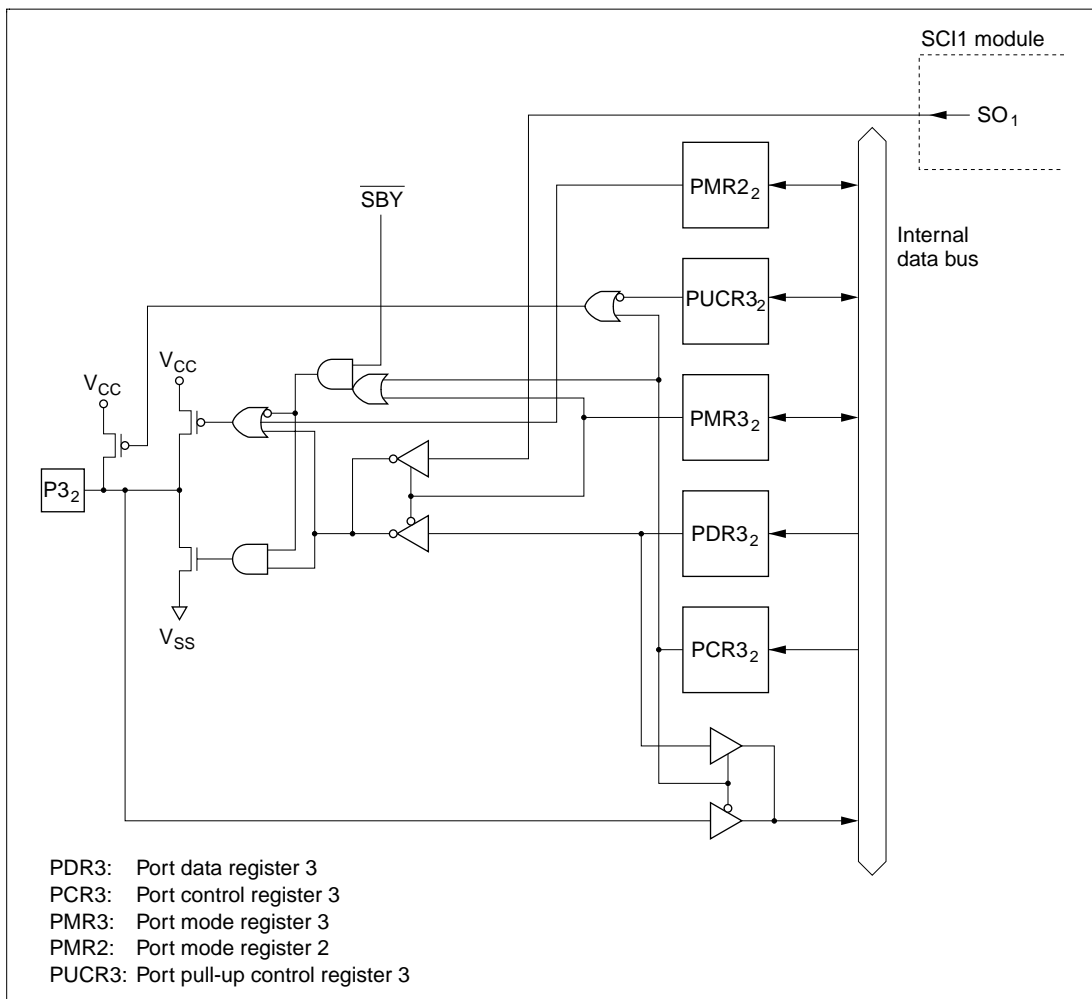 SCI1 module
SO1
PMR22
SBY
Internal
data bus
PUCR32
VCC
VCC
PMR32
P32
PDR32
VSS
PCR32
PDR3: Port data register 3
PCR3: Port control register 3
PMR3: Port mode register 3
PMR2: Port mode register 2
PUCR3: Port pull-up control register 3